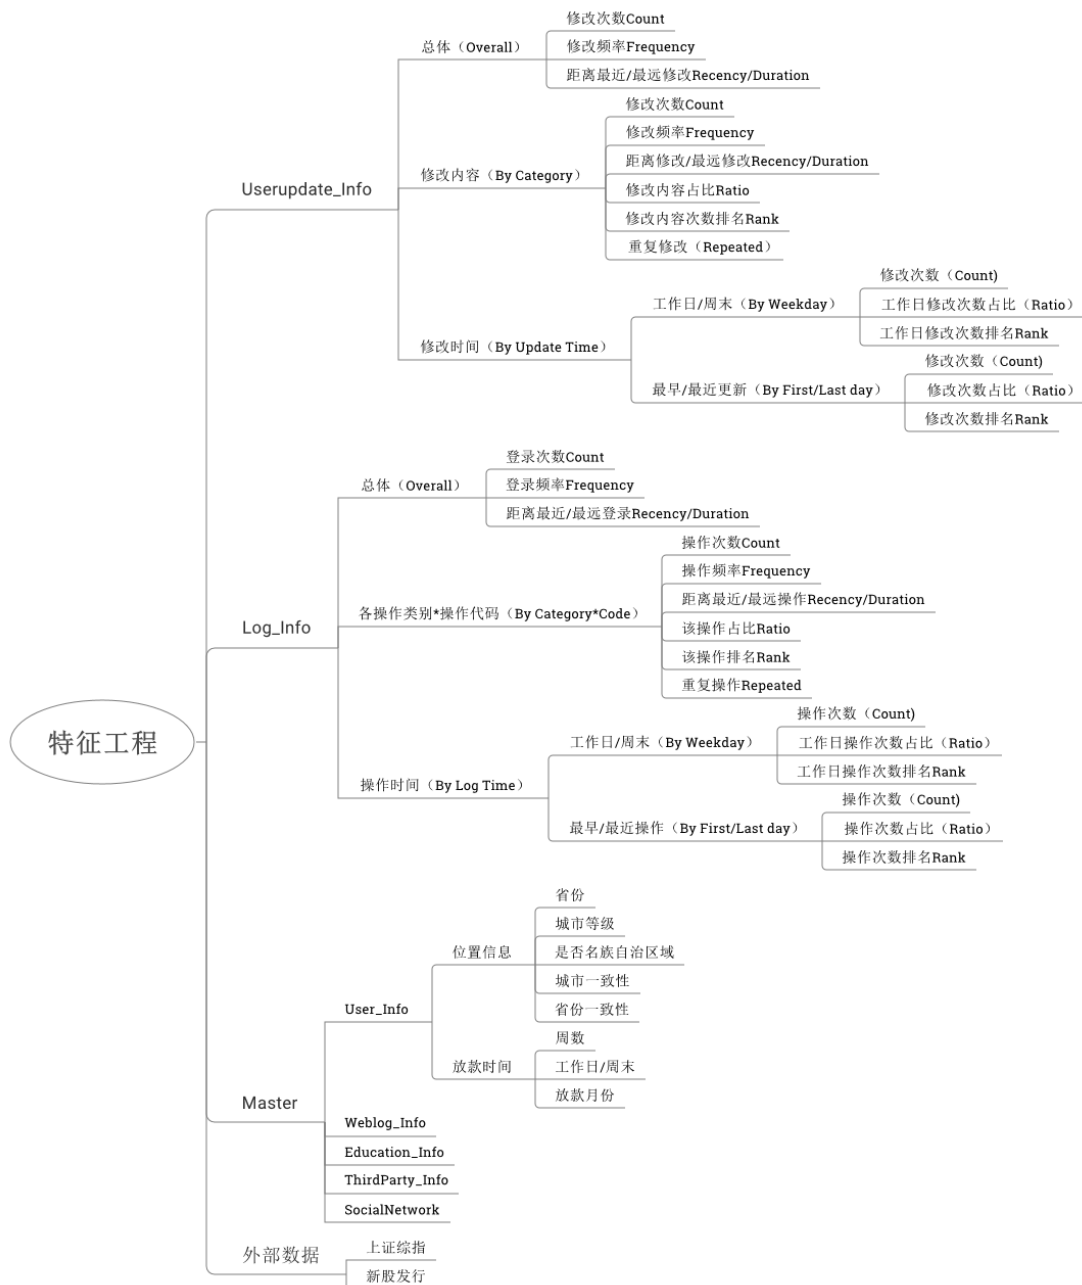 特征工程
Userupdate_Info
总体（Overall）
修改次数Count
修改频率Frequency
距离最近/最远修改Recency/Duration
修改内容（By Category）
修改次数Count
修改频率Frequency
距离修改/最远修改Recency/Duration
修改内容占比Ratio
修改内容次数排名Rank
重复修改（Repeated）
修改时间（By Update Time）
工作日/周末（By Weekday）
修改次数（Count)
工作日修改次数占比（Ratio）
工作日修改次数排名Rank
最早/最近更新（By First/Last day）
修改次数（Count)
修改次数占比（Ratio）
修改次数排名Rank
Log_Info
总体（Overall）
登录次数Count
登录频率Frequency
距离最近/最远登录Recency/Duration
各操作类别*操作代码（By Category*Code）
操作次数Count
操作频率Frequency
距离最近/最远操作Recency/Duration
该操作占比Ratio
该操作排名Rank
重复操作Repeated
操作时间（By Log Time）
工作日/周末（By Weekday）
操作次数（Count)
工作日操作次数占比（Ratio）
工作日操作次数排名Rank
最早/最近操作（By First/Last day）
操作次数（Count)
操作次数占比（Ratio）
操作次数排名Rank
Master
User_Info
位置信息
省份
城市等级
是否名族自治区域
城市一致性
省份一致性
放款时间
周数
工作日/周末
放款月份
Weblog_Info
Education_Info
ThirdParty_Info
SocialNetwork
外部数据
上证综指
新股发行